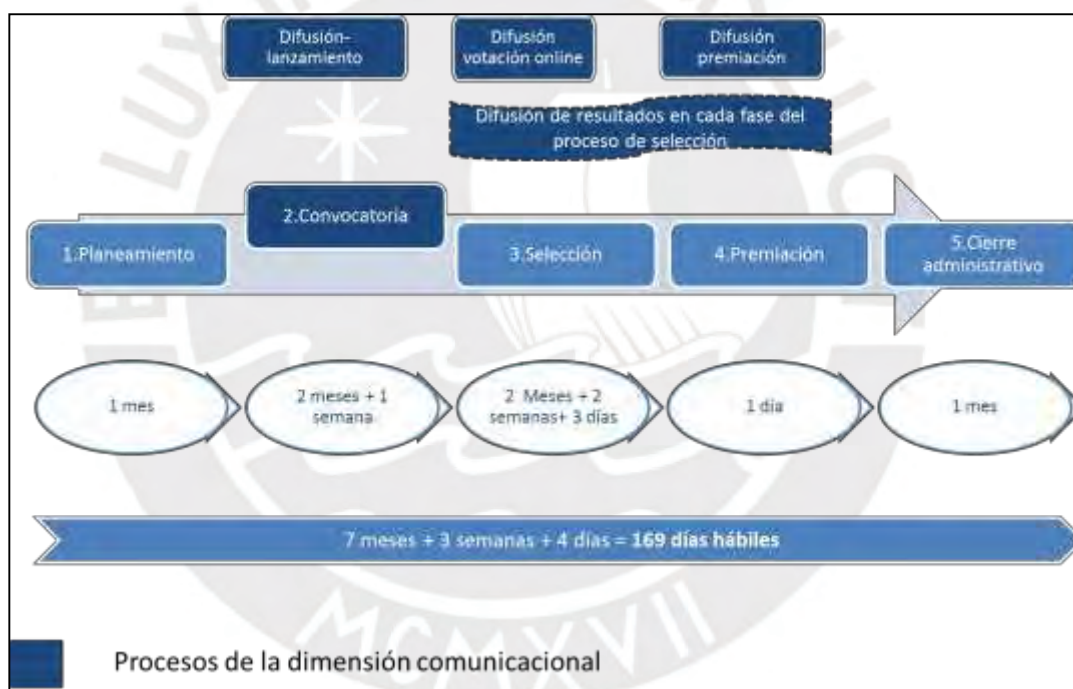 Difusión-
lanzamiento
Difusión
votación online
Difusión
premiación
Difusión de resultados en cada fase del
proceso de selección
1.Planeamiento
2.Convocatoria
3.Selección
4.Premiación
5.Cierre
administrativo
1 mes
2 meses + 1
semana
2 Meses + 2
semanas+ 3 días
1 día
1 mes
7 meses + 3 semanas + 4 días = 169 días hábiles
MCMXVII
Procesos de la dimensión comunicacional